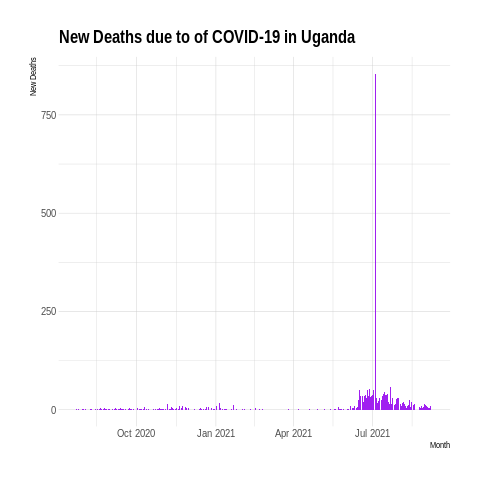 New Deaths due to of COVID-19 in Uganda
New Deaths
750
500
250
0
Oct 2020 Jan 2021 Apr 2021 Jul 2021
Month